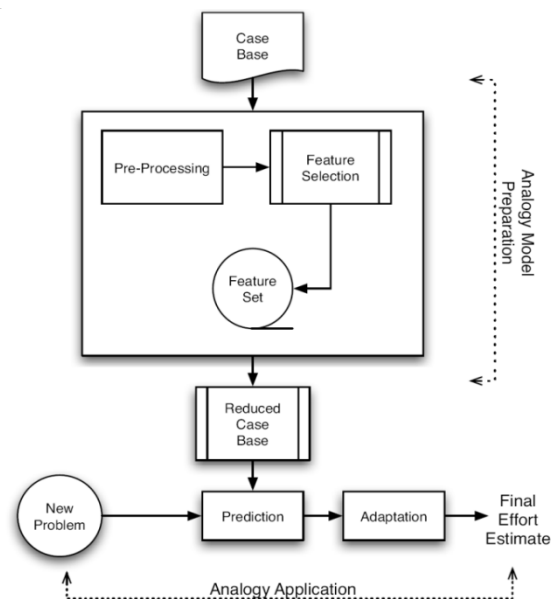 Case
Base
Pre-Processing
Feature
Selection
Feature
Set
Analogy Model
Preparation
Reduced
Case
Base
New
Problem
Prediction
Adaptation
Final
Effort
Estimate
Analogy Application